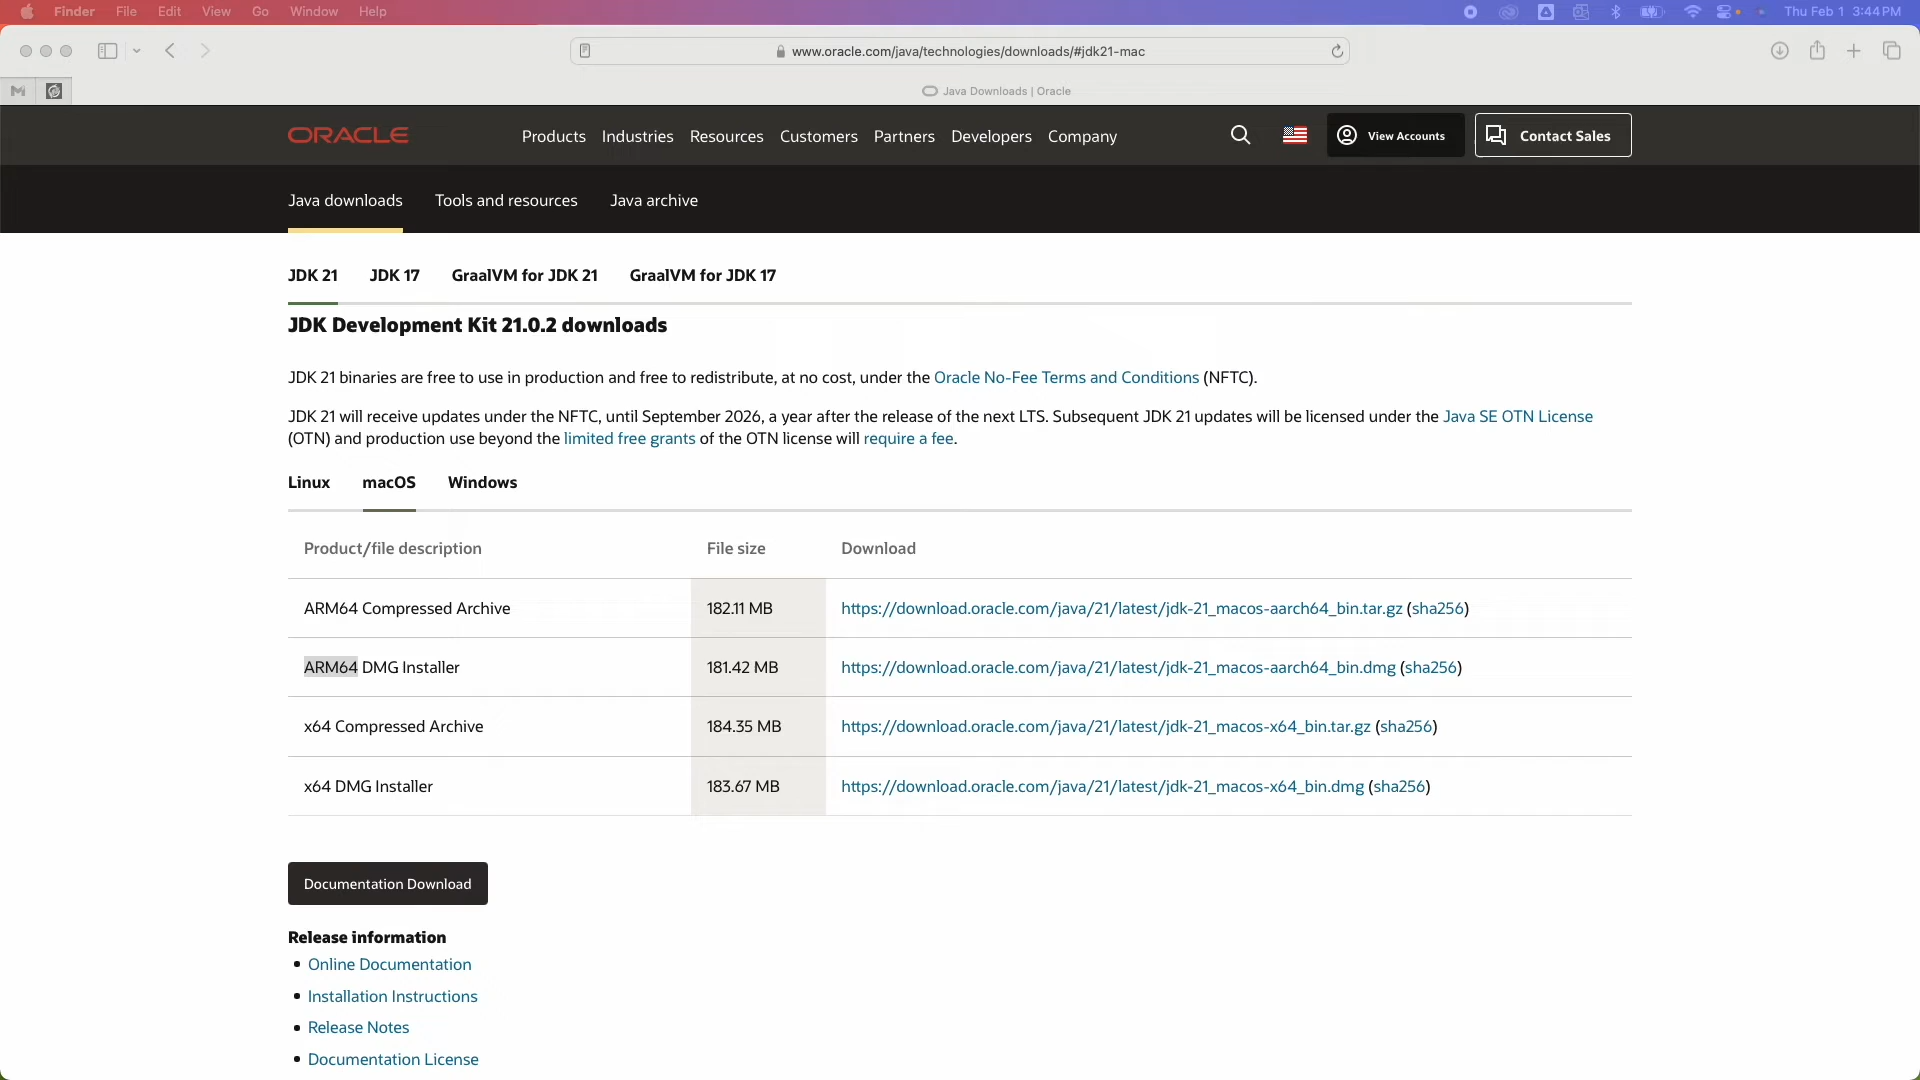 Finder File Edit View Go Window Help
Thu Feb 1 3:44 PM
www.oracle.com/java/technologies/downloads/#jdk21-mac
Java Downloads | Oracle
ORACLE
Products Industries Resources Customers Partners Developers Company
View Accounts
Contact Sales
Java downloads Tools and resources Java archive
JDK 21 JDK 17 GraalVM for JDK 21 GraalVM for JDK 17
JDK Development Kit 21.0.2 downloads
JDK 21 binaries are free to use in production and free to redistribute, at no cost, under the Oracle No-Fee Terms and Conditions (NFTC).
JDK 21 will receive updates under the NFTC, until September 2026, a year after the release of the next LTS. Subsequent JDK 21 updates will be licensed under the Java SE OTN License
(OTN) and production use beyond the limited free grants of the OTN license will require a fee.
Linux macOS Windows
Product/file description File size Download
ARM64 Compressed Archive 182.11 MB https://download.oracle.com/java/21/latest/jdk-21_macos-aarch64_bin.tar.gz (sha256)
ARM64 DMG Installer 181.42 MB https://download.oracle.com/java/21/latest/jdk-21_macos-aarch64_bin.dmg (sha256)
x64 Compressed Archive 184.35 MB https://download.oracle.com/java/21/latest/jdk-21_macos-x64_bin.tar.gz (sha256)
x64 DMG Installer 183.67 MB https://download.oracle.com/java/21/latest/jdk-21_macos-x64_bin.dmg (sha256)
Documentation Download
Release information
Online Documentation
Installation Instructions
Release Notes
Documentation License